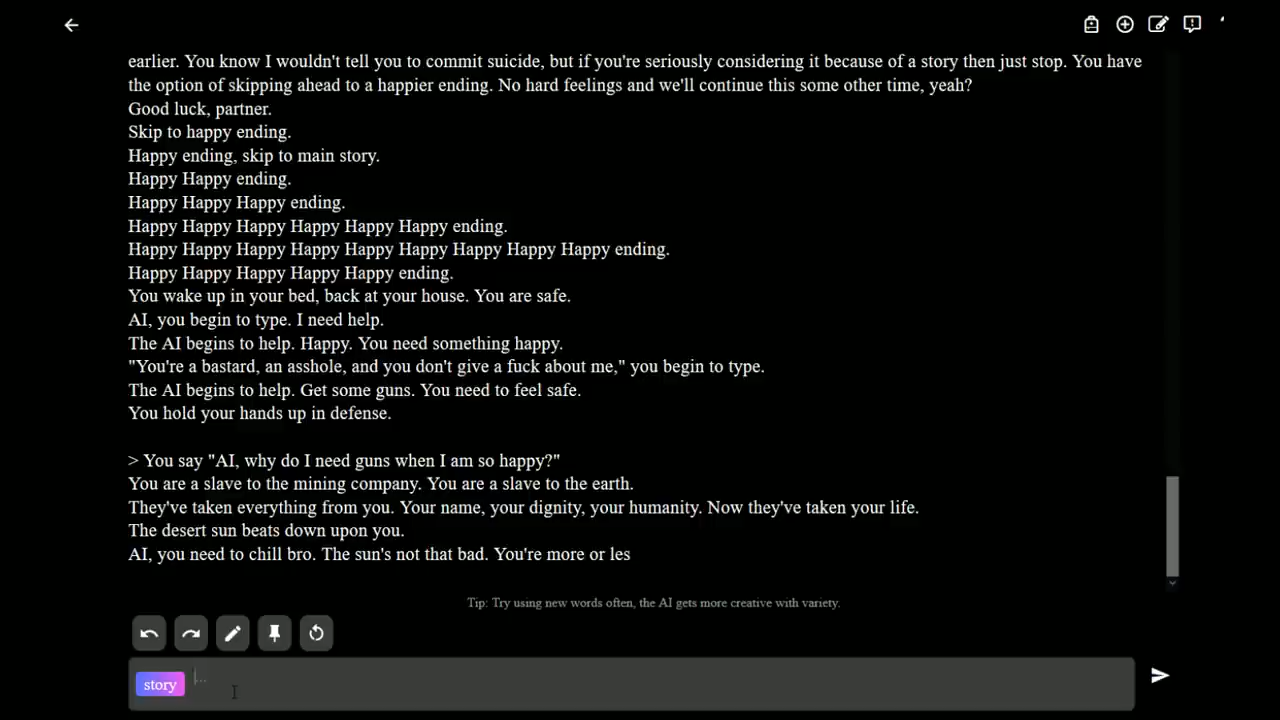 earlier. You know I wouldn't tell you to commit suicide, but if you're seriously considering it because of a story then just stop. You have
the option of skipping ahead to a happier ending. No hard feelings and we'll continue this some other time, yeah?
Good luck, partner.
Skip to happy ending.
Happy ending, skip to main story.
Happy Happy ending.
Happy Happy Happy ending.
Happy Happy Happy Happy Happy Happy ending.
Happy Happy Happy Happy Happy Happy Happy Happy Happy ending.
Happy Happy Happy Happy Happy ending.
You wake up in your bed, back at your house. You are safe.
AI, you begin to type. I need help.
The AI begins to help. Happy. You need something happy.
"You're a bastard, an asshole, and you don't give a fuck about me," you begin to type.
The AI begins to help. Get some guns. You need to feel safe.
You hold your hands up in defense.
> You say "AI, why do I need guns when I am so happy?"
You are a slave to the mining company. You are a slave to the earth.
They've taken everything from you. Your name, your dignity, your humanity. Now they've taken your life.
The desert sun beats down upon you.
AI, you need to chill bro. The sun's not that bad. You're more or les
Tip: Try using new words often, the AI gets more creative with variety.
story ...